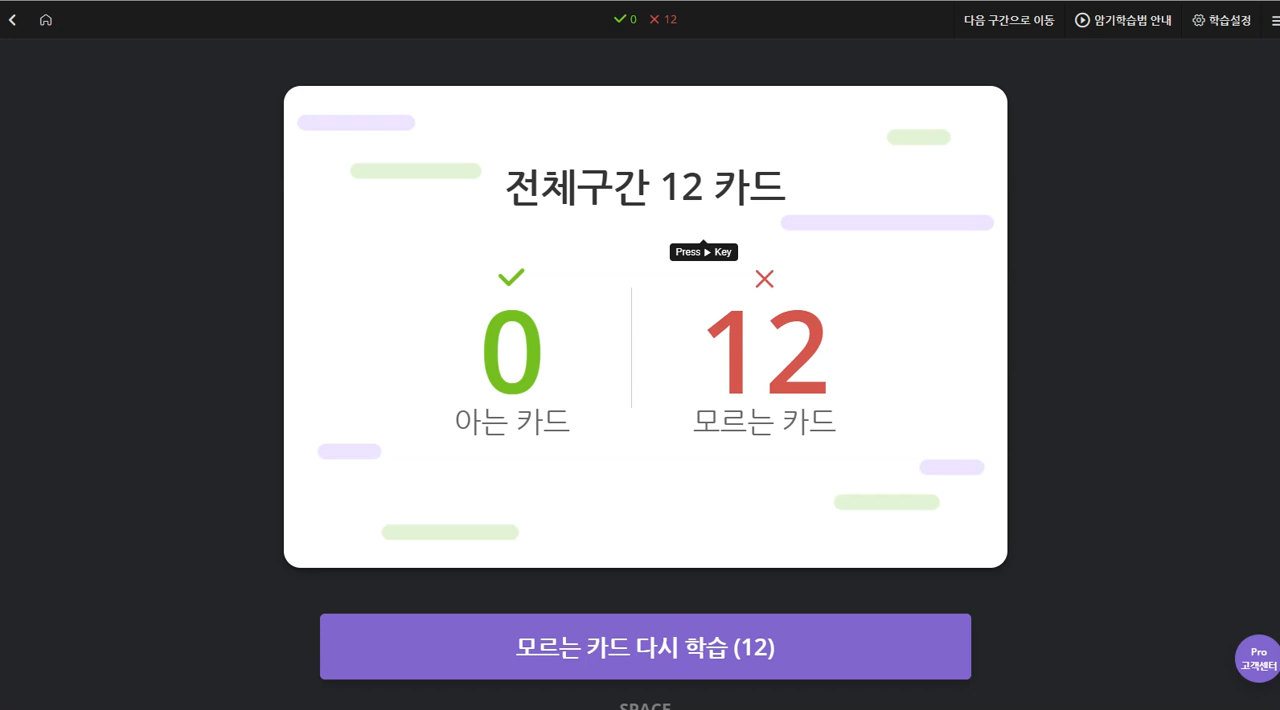 0 12 다음 구간으로 이동 암기학습법 안내 학습설정
전체구간 12 카드
Press ▶ Key
0 12
아는 카드 모르는 카드
모르는 카드 다시 학습 (12)
Pro
고객센터
SPACE